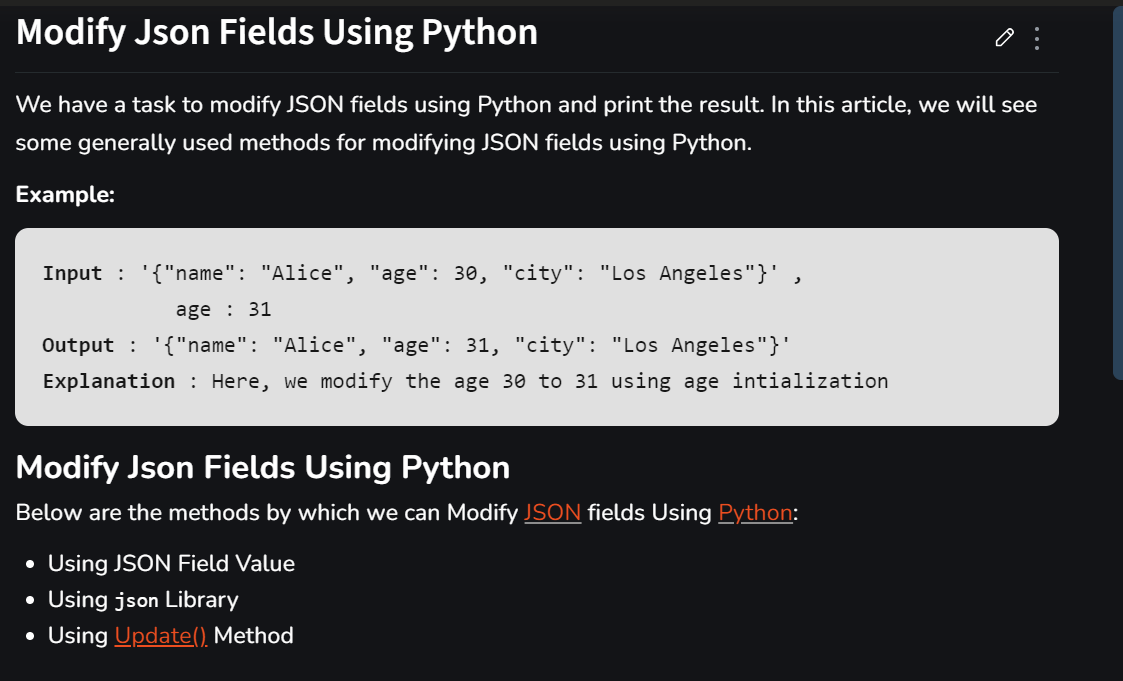 Modify Json Fields Using Python
We have a task to modify JSON fields using Python and print the result. In this article, we will see
some generally used methods for modifying JSON fields using Python.
Example:
Input : '{"name": "Alice", "age": 30, "city": "Los Angeles"}' ,
age : 31
Output : '{"name": "Alice", "age": 31, "city": "Los Angeles"}'
Explanation : Here, we modify the age 30 to 31 using age intialization
Modify Json Fields Using Python
Below are the methods by which we can Modify JSON fields Using Python:
• Using JSON Field Value
• Using json Library
• Using Update() Method